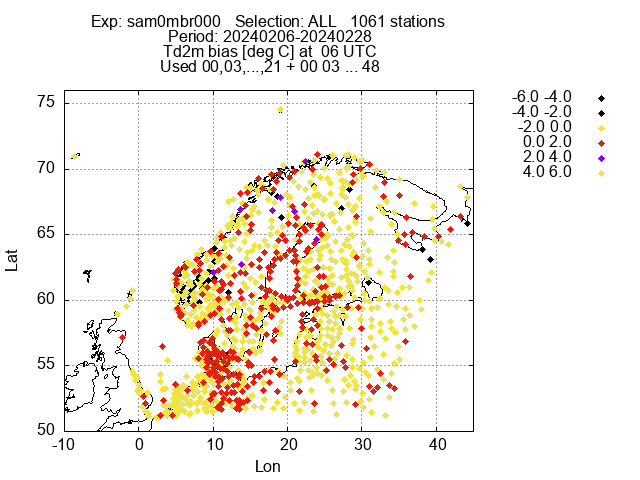 Exp: sam0mbr000 Selection: ALL 1061 stations
Period: 20240206-20240228
Td2m bias [deg C] at 06 UTC
Used 00,03,...,21 + 00 03 ... 48
-6.0 -4.0
-4.0 -2.0
-2.0 0.0
0.0 2.0
2.0 4.0
4.0 6.0
75
70
65
60
55
50
Lat
-10 0 10 20 30 40
Lon